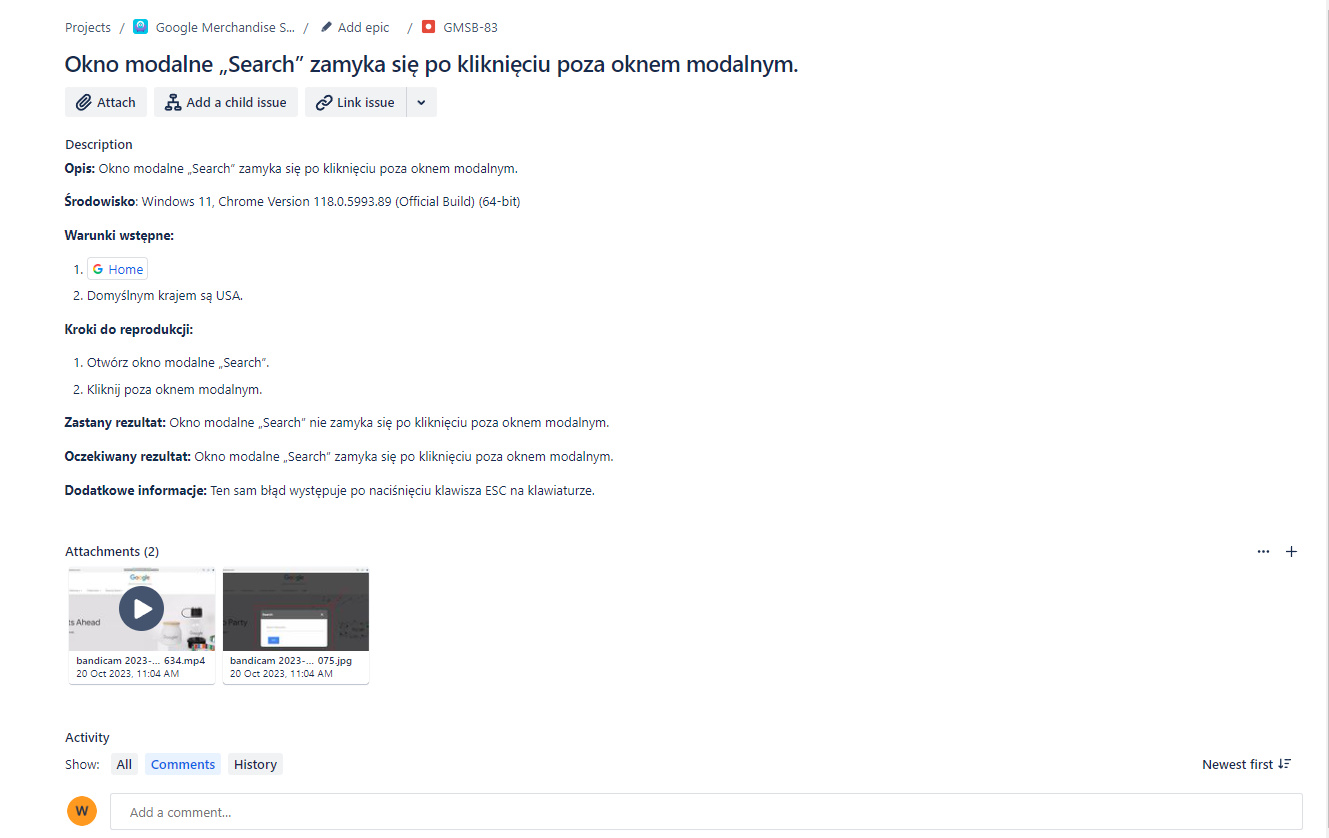 Projects / Google Merchandise S... / Add epic / GMSB-83
Okno modalne „Search” zamyka się po kliknięciu poza oknem modalnym.
Attach Add a child issue Link issue
Description
Opis: Okno modalne „Search” zamyka się po kliknięciu poza oknem modalnym.
Środowisko: Windows 11, Chrome Version 118.0.5993.89 (Official Build) (64-bit)
Warunki wstępne:
1. Home
2. Domyślnym krajem są USA.
Kroki do reprodukcji:
1. Otwórz okno modalne „Search”.
2. Kliknij poza oknem modalnym.
Zastany rezultat: Okno modalne „Search” nie zamyka się po kliknięciu poza oknem modalnym.
Oczekiwany rezultat: Okno modalne „Search” zamyka się po kliknięciu poza oknem modalnym.
Dodatkowe informacje: Ten sam błąd występuje po naciśnięciu klawisza ESC na klawiaturze.
Attachments (2)
Google
Google
ts Ahead
Party
bandicam 2023-... 634.mp4
20 Oct 2023, 11:04 AM
bandicam 2023-... 075.jpg
20 Oct 2023, 11:04 AM
Activity
Show: All Comments History Newest first
W Add a comment...